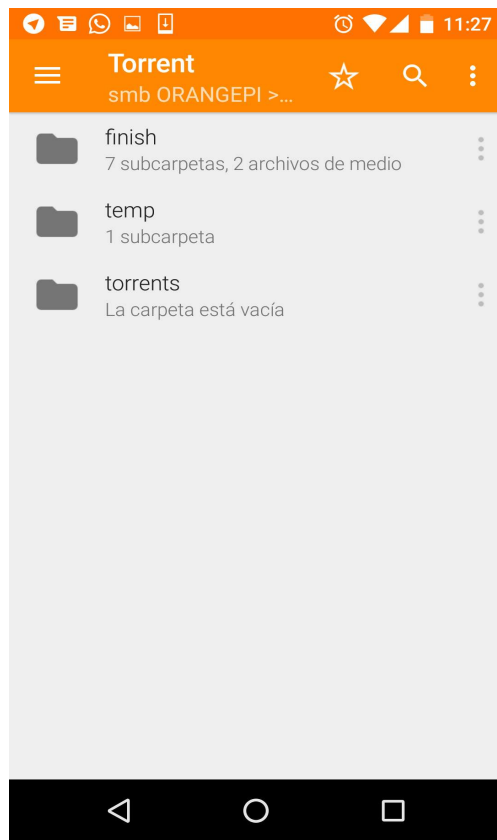 11:27
Torrent
smb ORANGEPI >...
finish
7 subcarpetas, 2 archivos de medio
temp
1 subcarpeta
torrents
La carpeta está vacía